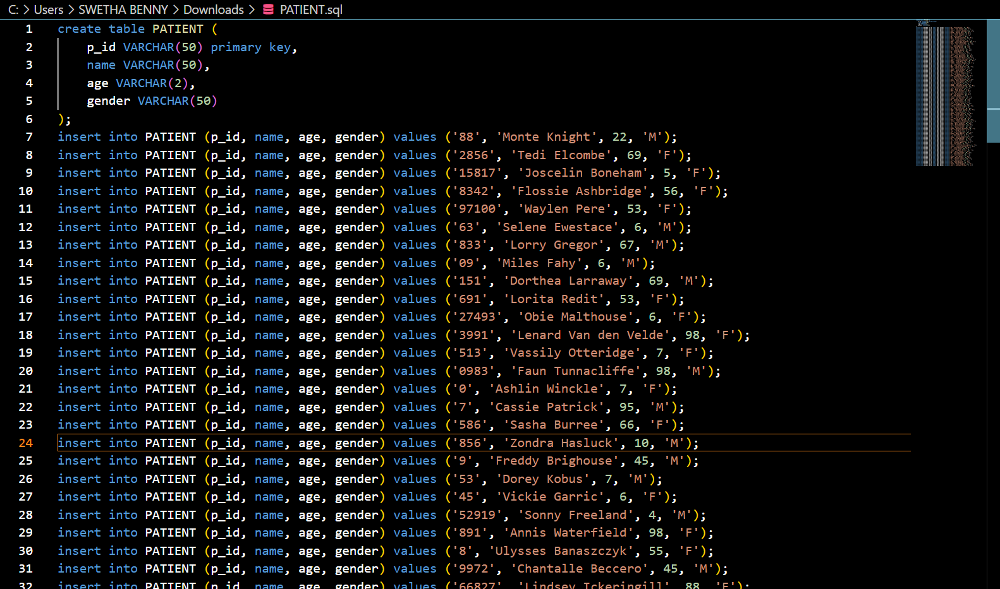 C: > Users > SWETHA BENNY > Downloads > PATIENT.sql
1 create table PATIENT (
2 p_id VARCHAR(50) primary key,
3 name VARCHAR(50),
4 age VARCHAR(2),
5 gender VARCHAR(50)
6 );
7 insert into PATIENT (p_id, name, age, gender) values ('88', 'Monte Knight', 22, 'M');
8 insert into PATIENT (p_id, name, age, gender) values ('2856', 'Tedi Elcombe', 69, 'F');
9 insert into PATIENT (p_id, name, age, gender) values ('15817', 'Joscelin Boneham', 5, 'F');
10 insert into PATIENT (p_id, name, age, gender) values ('8342', 'Flossie Ashbridge', 56, 'F');
11 insert into PATIENT (p_id, name, age, gender) values ('97100', 'Waylen Pere', 53, 'F');
12 insert into PATIENT (p_id, name, age, gender) values ('63', 'Selene Ewestace', 6, 'M');
13 insert into PATIENT (p_id, name, age, gender) values ('833', 'Lorry Gregor', 67, 'M');
14 insert into PATIENT (p_id, name, age, gender) values ('09', 'Miles Fahy', 6, 'M');
15 insert into PATIENT (p_id, name, age, gender) values ('151', 'Dorthea Larraway', 69, 'M');
16 insert into PATIENT (p_id, name, age, gender) values ('691', 'Lorita Redit', 53, 'F');
17 insert into PATIENT (p_id, name, age, gender) values ('27493', 'Obie Malthouse', 6, 'F');
18 insert into PATIENT (p_id, name, age, gender) values ('3991', 'Lenard Van den Velde', 98, 'F');
19 insert into PATIENT (p_id, name, age, gender) values ('513', 'Vassily Otteridge', 7, 'F');
20 insert into PATIENT (p_id, name, age, gender) values ('0983', 'Faun Tunnacliffe', 98, 'M');
21 insert into PATIENT (p_id, name, age, gender) values ('0', 'Ashlin Winckle', 7, 'F');
22 insert into PATIENT (p_id, name, age, gender) values ('7', 'Cassie Patrick', 95, 'M');
23 insert into PATIENT (p_id, name, age, gender) values ('586', 'Sasha Burree', 66, 'F');
24 insert into PATIENT (p_id, name, age, gender) values ('856', 'Zondra Hasluck', 10, 'M');
25 insert into PATIENT (p_id, name, age, gender) values ('9', 'Freddy Brighouse', 45, 'M');
26 insert into PATIENT (p_id, name, age, gender) values ('53', 'Dorey Kobus', 7, 'M');
27 insert into PATIENT (p_id, name, age, gender) values ('45', 'Vickie Garric', 6, 'F');
28 insert into PATIENT (p_id, name, age, gender) values ('52919', 'Sonny Freeland', 4, 'M');
29 insert into PATIENT (p_id, name, age, gender) values ('891', 'Annis Waterfield', 98, 'F');
30 insert into PATIENT (p_id, name, age, gender) values ('8', 'Ulysses Banaszczyk', 55, 'F');
31 insert into PATIENT (p_id, name, age, gender) values ('9972', 'Chantalle Beccero', 45, 'M');
32 insert into PATIENT (p_id, name, age, gender) values ('66827', 'Lindsey Ickeringill', 88, 'F');